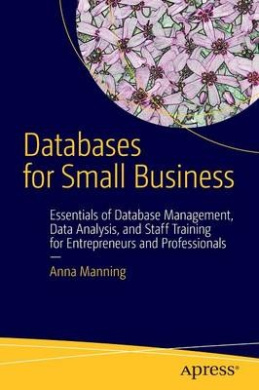 Databases
for Small Business
Essentials of Database Management,
Data Analysis, and Staff Training
for Entrepreneurs and Professionals
—
Anna Manning
Apress®